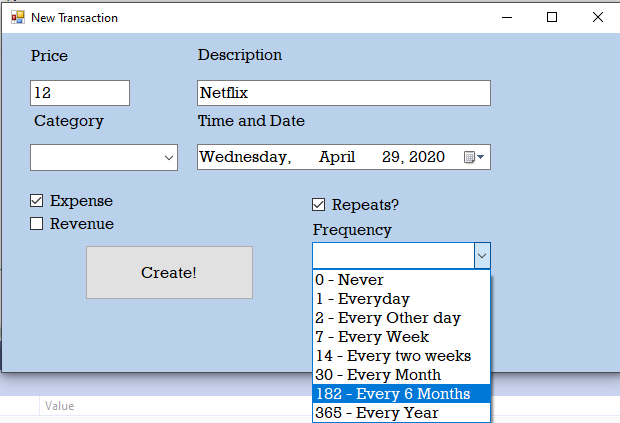 New Transaction
Price
Description
12
Netflix
Category
Time and Date
Wednesday, April 29, 2020
Expense
Repeats?
Revenue
Frequency
Create!
0 - Never
1 - Everyday
2 - Every Other day
7 - Every Week
14 - Every two weeks
30 - Every Month
182 - Every 6 Months
365 - Every Year
Value